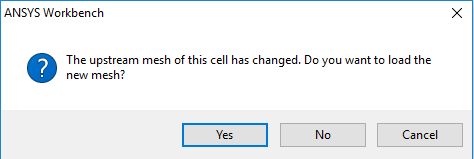 ANSYS Workbench
The upstream mesh of this cell has changed. Do you want to load the
new mesh?
Yes No Cancel